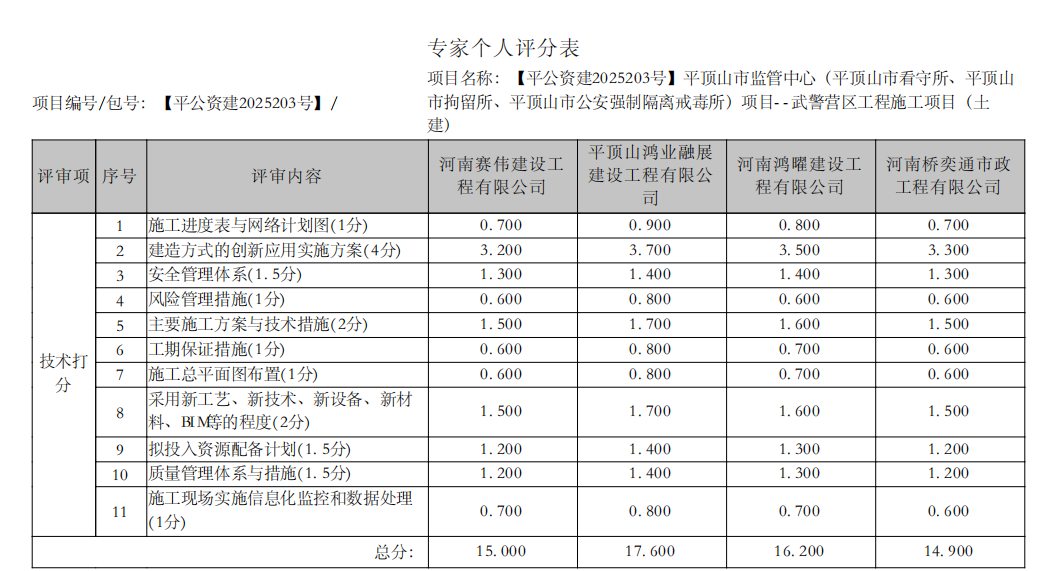 专家个人评分表
项目编号/包号：【平公资建2025203号】/
项目名称：【平公资建2025203号】平顶山市监管中心（平顶山市看守所、平顶山
市拘留所、平顶山市公安强制隔离戒毒所）项目--武警营区工程施工项目（土
建）
评审项 序号 评审内容 河南赛伟建设工
程有限公司 平顶山鸿业融展
建设工程有限公
司 河南鸿曜建设工
程有限公司 河南桥奕通市政
工程有限公司
技术打
分
1 施工进度表与网络计划图(1分) 0.700 0.900 0.800 0.700
2 建造方式的创新应用实施方案(4分) 3.200 3.700 3.500 3.300
3 安全管理体系(1.5分) 1.300 1.400 1.400 1.300
4 风险管理措施(1分) 0.600 0.800 0.600 0.600
5 主要施工方案与技术措施(2分) 1.500 1.700 1.600 1.500
6 工期保证措施(1分) 0.600 0.800 0.700 0.600
7 施工总平面图布置(1分) 0.600 0.800 0.700 0.600
8 采用新工艺、新技术、新设备、新材
料、BIM等的程度(2分) 1.500 1.700 1.600 1.500
9 拟投入资源配备计划(1.5分) 1.200 1.400 1.300 1.200
10 质量管理体系与措施(1.5分) 1.200 1.400 1.300 1.200
11 施工现场实施信息化监控和数据处理
(1分) 0.700 0.800 0.700 0.600
总分: 15.000 17.600 16.200 14.900